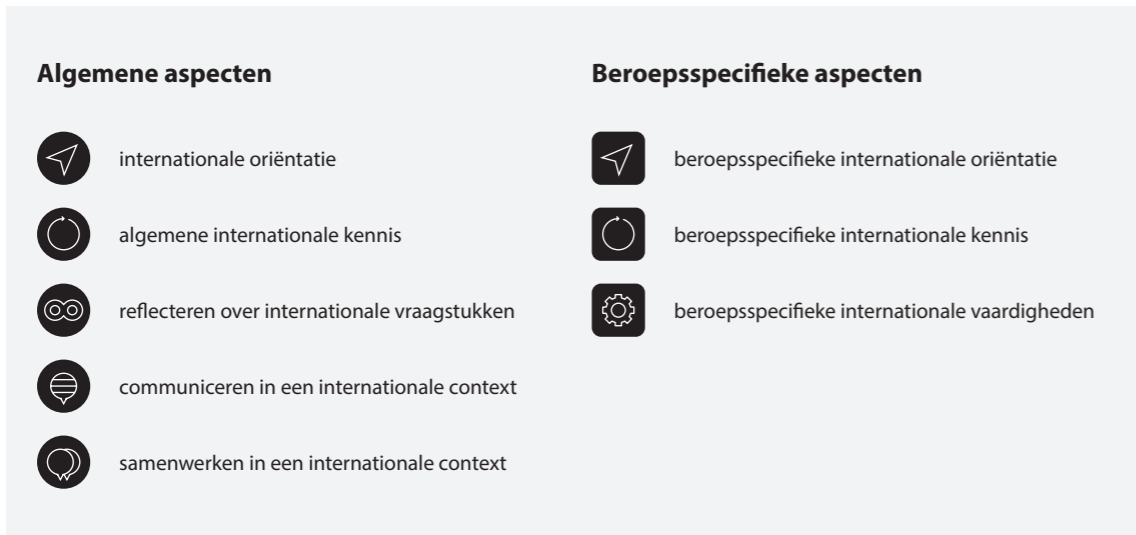 Algemene aspecten
internationale oriëntatie
algemene internationale kennis
reflecteren over internationale vraagstukken
communiceren in een internationale context
samenwerken in een internationale context
Beroepsspecifieke aspecten
beroepsspecifieke internationale oriëntatie
beroepsspecifieke internationale kennis
beroepsspecifieke internationale vaardigheden